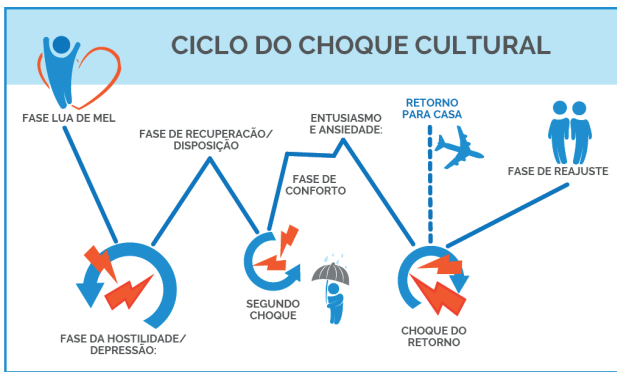 CICLO DO CHOQUE CULTURAL
FASE LUA DE MEL
FASE DE RECUPERACÃO/
DISPOSIÇÃO
ENTUSIASMO
E ANSIEDADE:
RETORNO
PARA CASA
FASE DE
CONFORTO
FASE DE REAJUSTE
SEGUNDO
CHOQUE
FASE DA HOSTILIDADE/
DEPRESSÃO:
CHOQUE DO
RETORNO